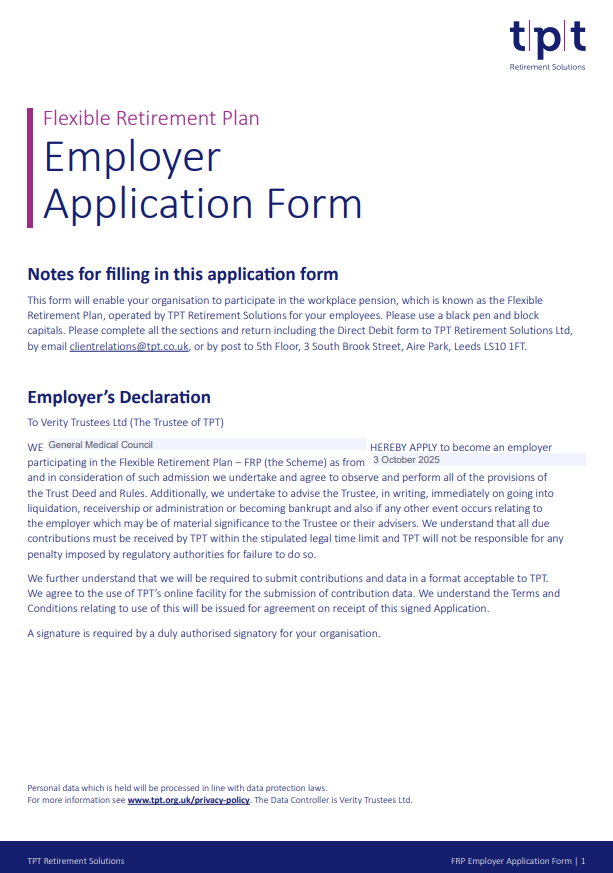 tpt
Retirement Solutions
Flexible Retirement Plan
Employer
Application Form
Notes for filling in this application form
This form will enable your organisation to participate in the workplace pension, which is known as the Flexible
Retirement Plan, operated by TPT Retirement Solutions for your employees. Please use a black pen and block
capitals. Please complete all the sections and return including the Direct Debit form to TPT Retirement Solutions Ltd,
by email clientrelations@tpt.co.uk, or by post to 5th Floor, 3 South Brook Street, Aire Park, Leeds LS10 1FT.
Employer’s Declaration
To Verity Trustees Ltd (The Trustee of TPT)
WE General Medical Council HEREBY APPLY to become an employer
participating in the Flexible Retirement Plan – FRP (the Scheme) as from 3 October 2025
and in consideration of such admission we undertake and agree to observe and perform all of the provisions of
the Trust Deed and Rules. Additionally, we undertake to advise the Trustee, in writing, immediately on going into
liquidation, receivership or administration or becoming bankrupt and also if any other event occurs relating to
the employer which may be of material significance to the Trustee or their advisers. We understand that all due
contributions must be received by TPT within the stipulated legal time limit and TPT will not be responsible for any
penalty imposed by regulatory authorities for failure to do so.
We further understand that we will be required to submit contributions and data in a format acceptable to TPT.
We agree to the use of TPT’s online facility for the submission of contribution data. We understand the Terms and
Conditions relating to use of this will be issued for agreement on receipt of this signed Application.
A signature is required by a duly authorised signatory for your organisation.
Personal data which is held will be processed in line with data protection laws.
For more information see www.tpt.org.uk/privacy-policy. The Data Controller is Verity Trustees Ltd.
TPT Retirement Solutions FRP Employer Application Form | 1